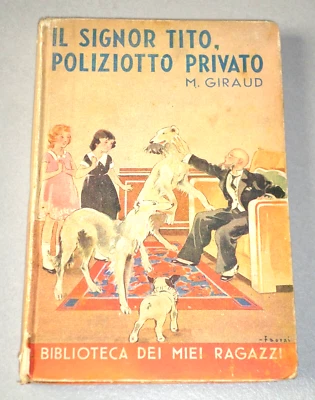 IL SIGNOR TITO,
POLIZIOTTO PRIVATO
M. GIRAUD
BIBLIOTECA DEI MIEI RAGAZZI